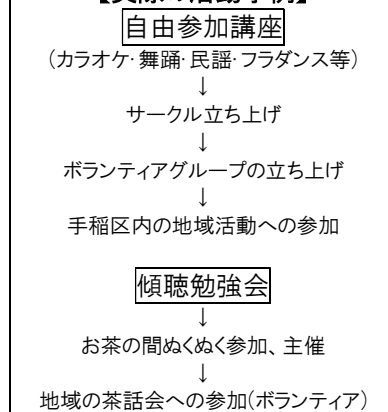 自由参加講座
(カラオケ･舞踊･民謡･フラダンス等)
↓
サークル立ち上げ
↓
ボランティアグループの立ち上げ
↓
手稲区内の地域活動への参加
傾聴勉強会
↓
お茶の間ぬくぬく参加、主催
↓
地域の茶話会への参加(ボランティア)